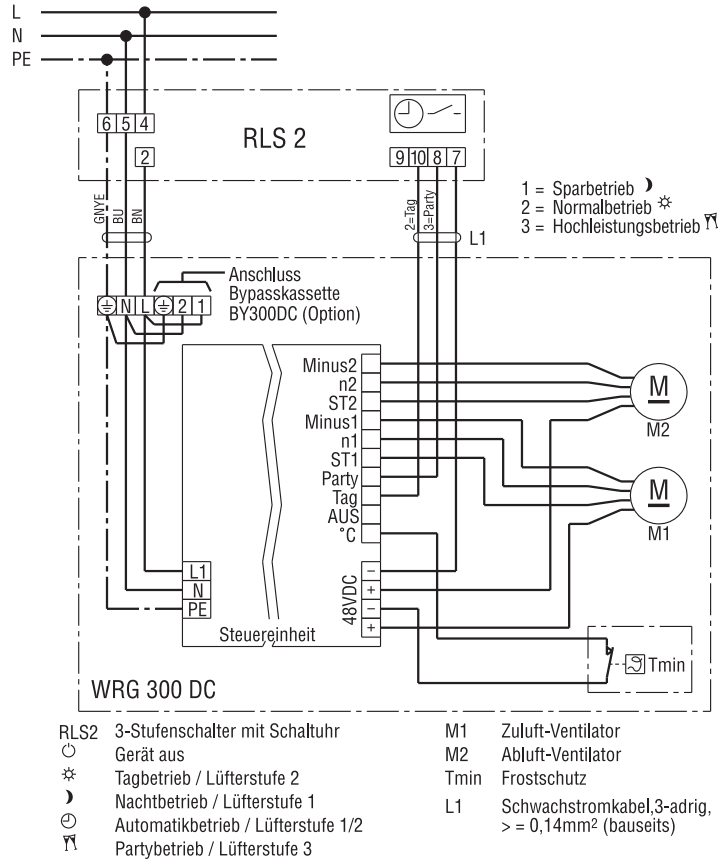 L
N
PE
6 5 4
2
RLS 2
9 10 8 7
GNYE
BU
BN
2=Tag
3=Party
L1
1 = Sparbetrieb
2 = Normalbetrieb
3 = Hochleistungsbetrieb
Anschluss
Bypasskassette
BY300DC (Option)
N L 2 1
Minus2
n2
ST2
Minus1
n1
ST1
Party
Tag
AUS
°C
48VDC
−
+
−
+
L1
N
PE
Steuereinheit
M
M2
M
M1
Tmin
WRG 300 DC
RLS2 3-Stufenschalter mit Schaltuhr
Gerät aus
Tagbetrieb / Lüfterstufe 2
Nachtbetrieb / Lüfterstufe 1
Automatikbetrieb / Lüfterstufe 1/2
Partybetrieb / Lüfterstufe 3
M1 Zuluft-Ventilator
M2 Abluft-Ventilator
Tmin Frostschutz
L1 Schwachstromkabel,3-adrig,
> = 0,14mm² (bauseits)